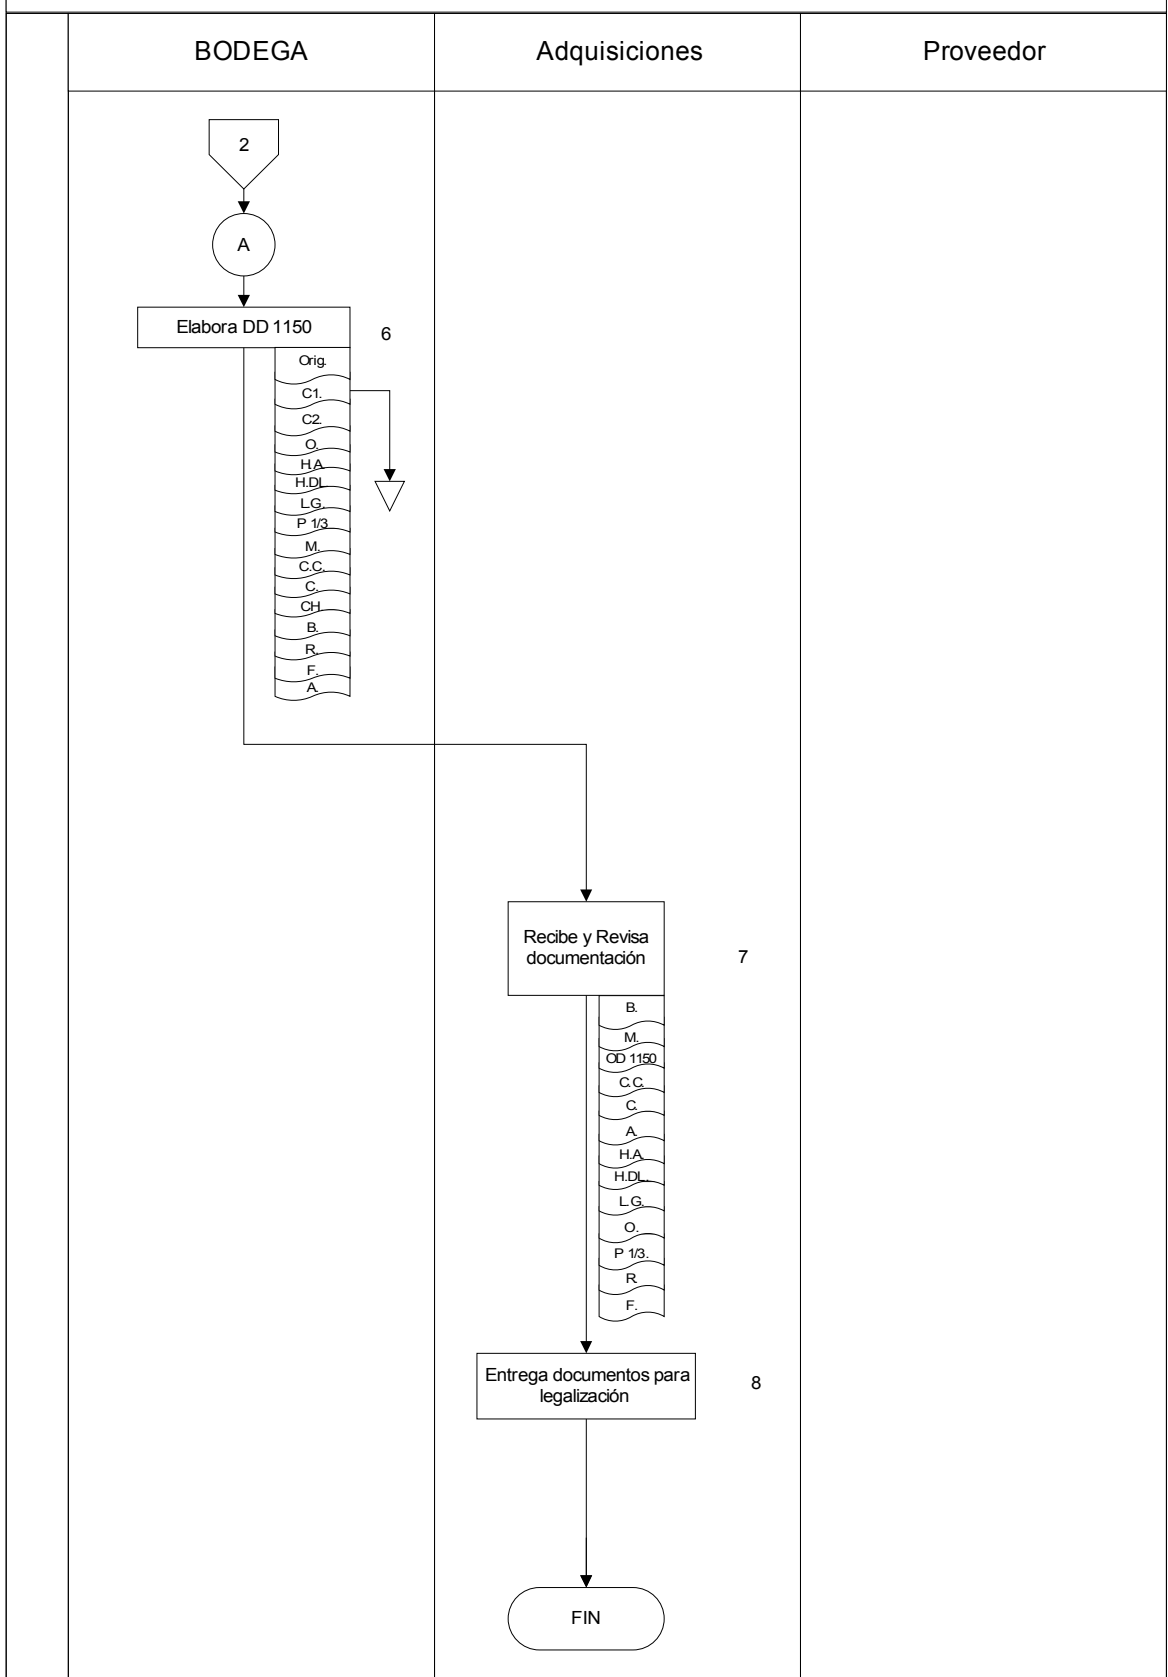 BODEGA
Adquisiciones
Proveedor
2
A
Elabora DD 1150
6
Orig.
C1.
C2.
O.
H.A.
H.DL
L.G.
P 1/3
M.
C.C.
C.
CH
B.
R.
F.
A.
Recibe y Revisa
documentación
7
B.
M.
OD 1150
C.C.
C.
A.
H.A.
H.DL.
L.G.
O.
P 1/3.
R.
F.
Entrega documentos para
legalización
8
FIN